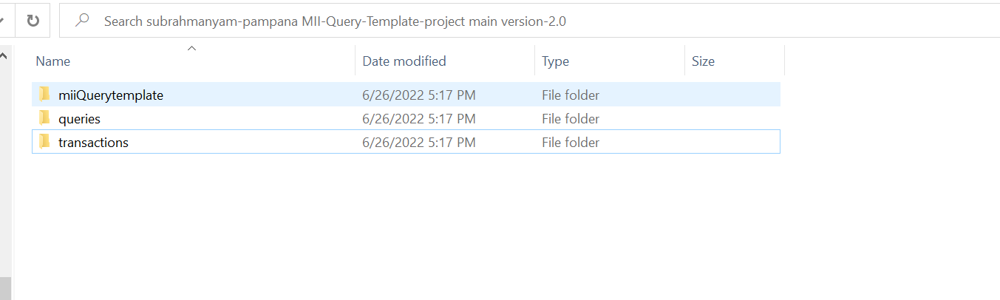 Search subrahmanyam-pampana MII-Query-Template-project main version-2.0
Name Date modified Type Size
miiQuerytemplate 6/26/2022 5:17 PM File folder
queries 6/26/2022 5:17 PM File folder
transactions 6/26/2022 5:17 PM File folder